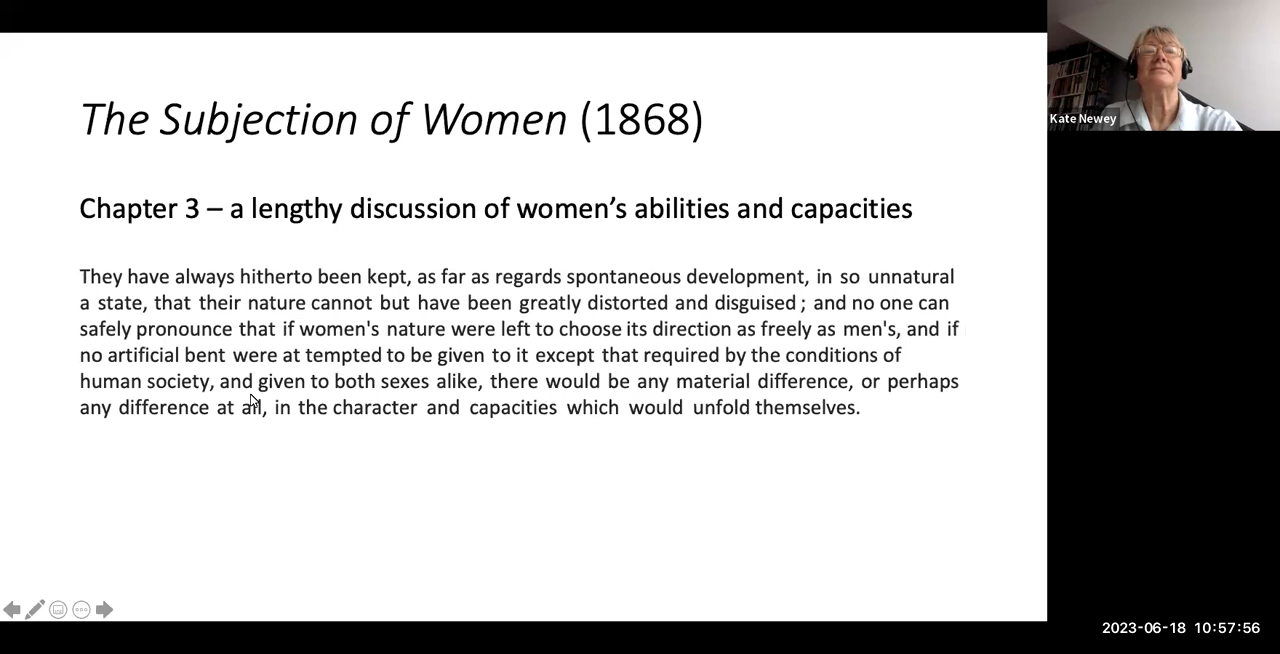 The Subjection of Women (1868)
Chapter 3 – a lengthy discussion of women’s abilities and capacities
They have always hitherto been kept, as far as regards spontaneous development, in so unnatural
a state, that their nature cannot but have been greatly distorted and disguised ; and no one can
safely pronounce that if women's nature were left to choose its direction as freely as men's, and if
no artificial bent were at tempted to be given to it except that required by the conditions of
human society, and given to both sexes alike, there would be any material difference, or perhaps
any difference at all, in the character and capacities which would unfold themselves.
Kate Newey
2023-06-18 10:57:56